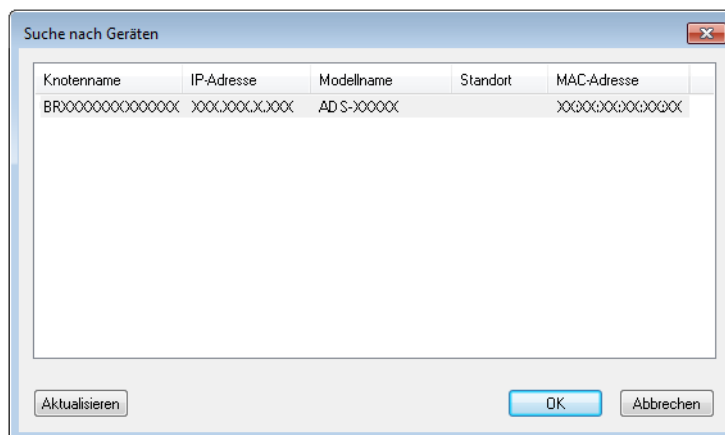 Suche nach Geräten
Knotenname IP-Adresse Modellname Standort MAC-Adresse
BRXXXXXXXXXXXXX XXX.XXX.X.XXX ADS-XXXXX XX:XX:XX:XX:XX:XX
Aktualisieren OK Abbrechen